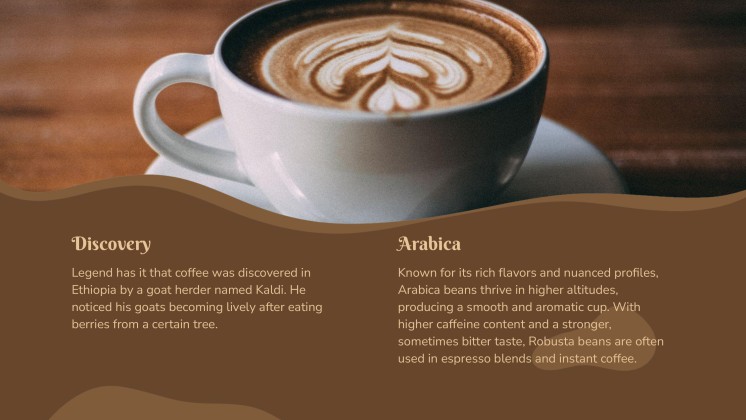 Discovery
Legend has it that coffee was discovered in
Ethiopia by a goat herder named Kaldi. He
noticed his goats becoming lively after eating
berries from a certain tree.
Arabica
Known for its rich flavors and nuanced profiles,
Arabica beans thrive in higher altitudes,
producing a smooth and aromatic cup. With
higher caffeine content and a stronger,
sometimes bitter taste, Robusta beans are often
used in espresso blends and instant coffee.